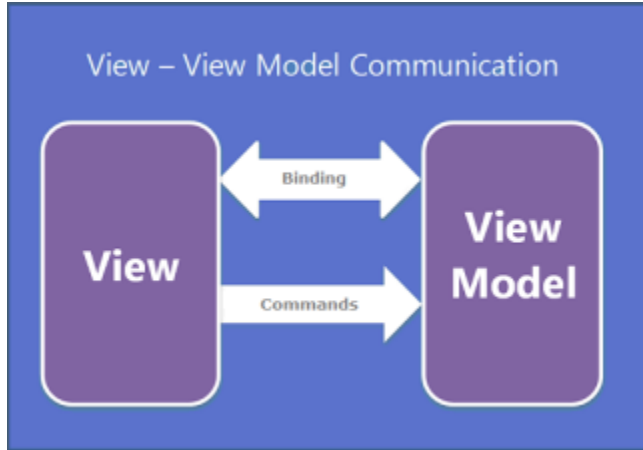 View – View Model Communication
Binding
View
View
Model
Commands